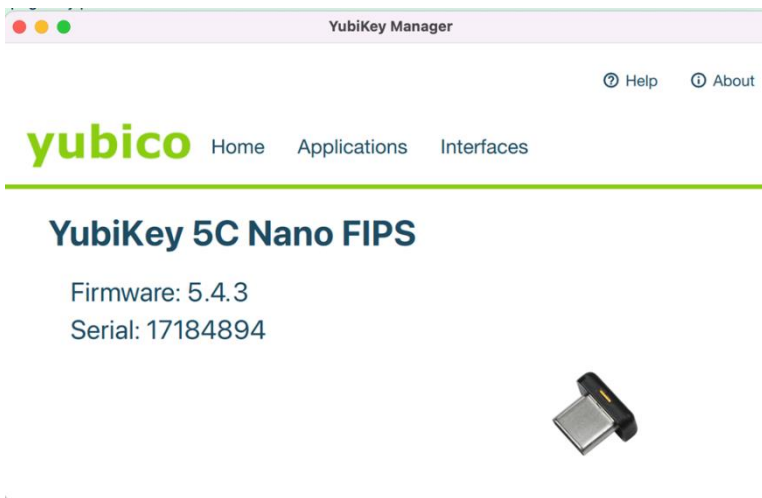 YubiKey Manager
Help About
yubico Home Applications Interfaces
YubiKey 5C Nano FIPS
Firmware: 5.4.3
Serial: 17184894